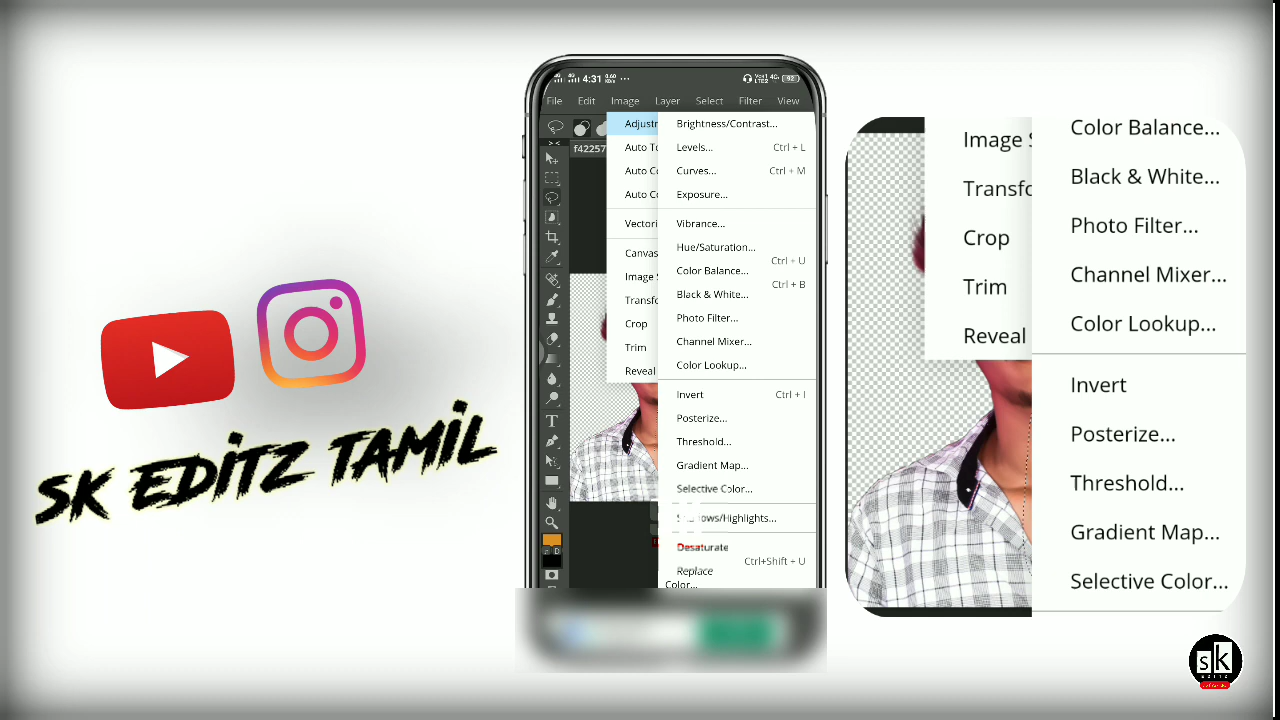 SK EDITZ TAMIL
4:31
0.60
92
File Edit Image Layer Select Filter View
f42257
Auto
Auto
Auto
Canvas
Image
Crop
Trim
Reveal
Brightness/Contrast...
Levels... Ctrl + L
Curves... Ctrl + M
Exposure...
Vibrance...
Hue/Saturation... Ctrl + U
Color Balance... Ctrl + B
Black & White...
Photo Filter...
Channel Mixer...
Color Lookup...
Invert Ctrl + I
Posterize...
Threshold...
Gradient Map...
Selective Color...
Desaturate Ctrl+Shift + U
Replace
Color...
Image S
Transfo
Crop
Trim
Reveal
Color Balance...
Black & White...
Photo Filter...
Channel Mixer...
Color Lookup...
Invert
Posterize...
Threshold...
Gradient Map...
Selective Color...
sk